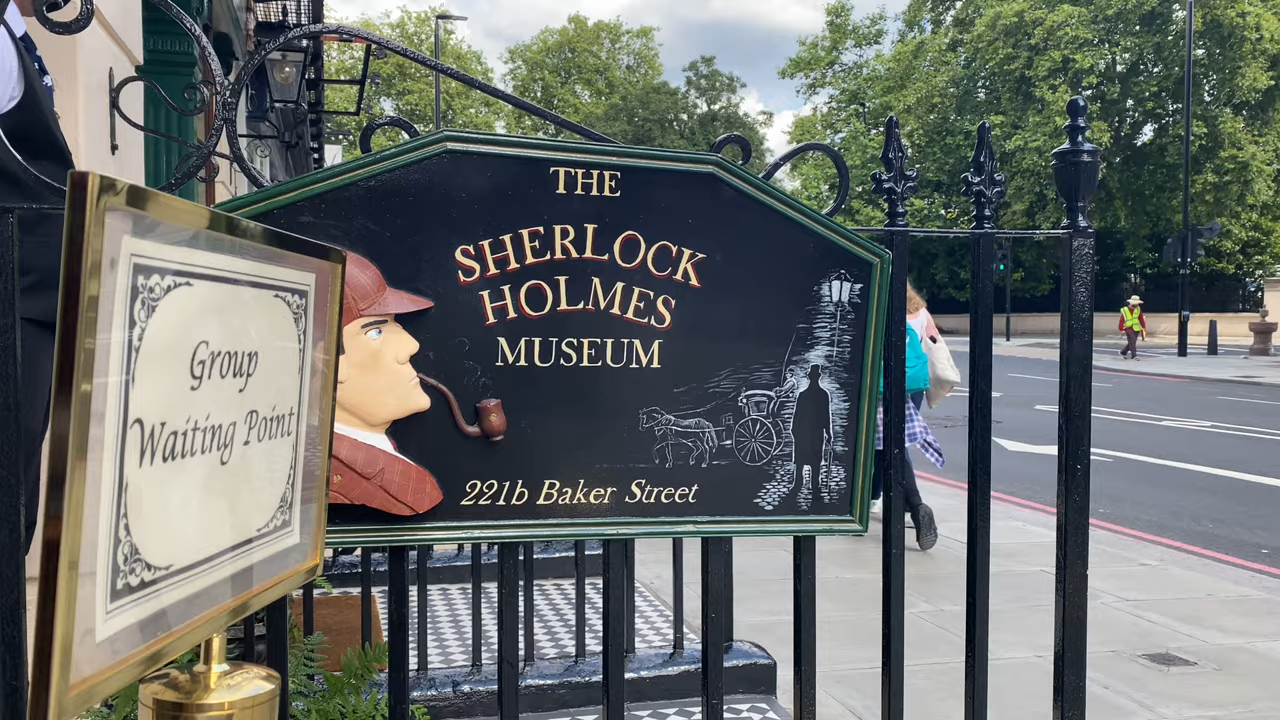 THE
SHERLOCK
HOLMES
MUSEUM
221b Baker Street
Group
Waiting Point